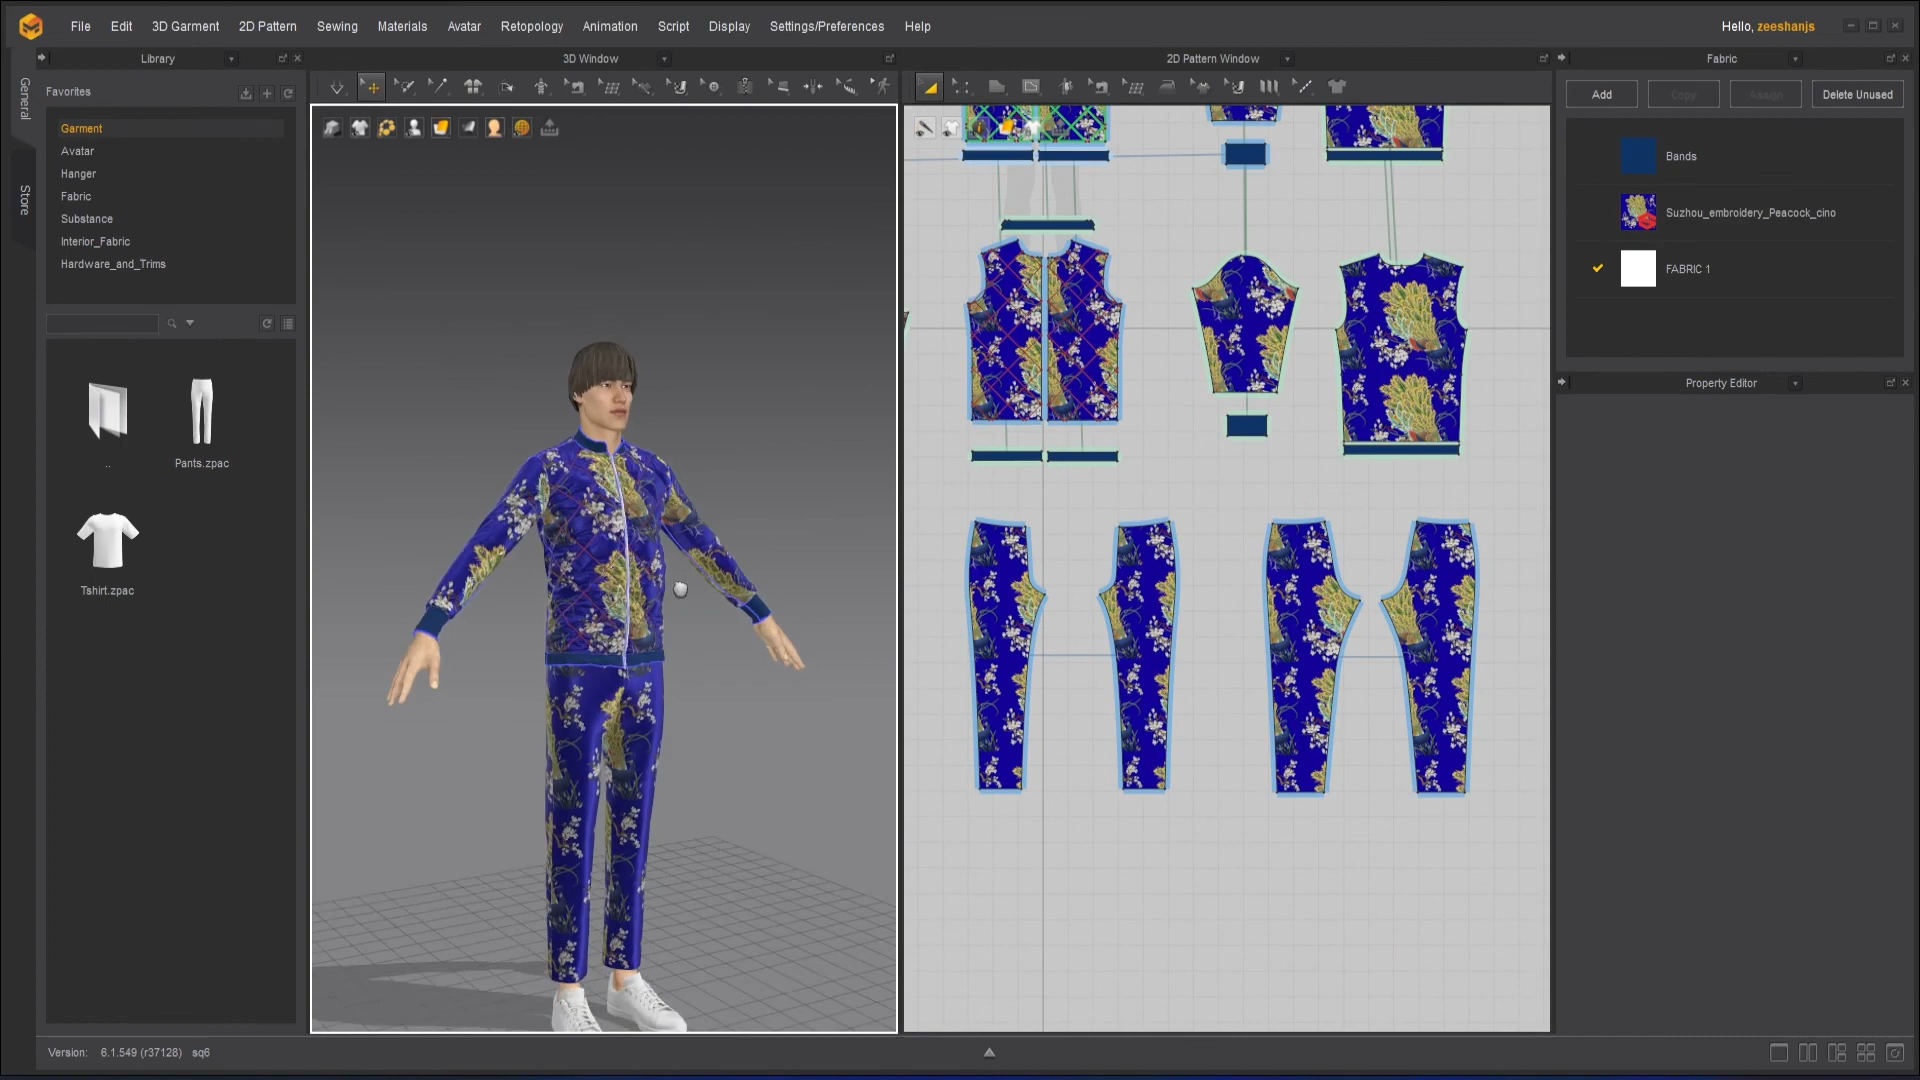 File Edit 3D Garment 2D Pattern Sewing Materials Avatar Retopology Animation Script Display Settings/Preferences Help
Hello, zeeshanjs
Library
3D Window
2D Pattern Window
Fabric
General
Store
Favorites
Garment
Avatar
Hanger
Fabric
Substance
Interior_Fabric
Hardware_and_Trims
..
Pants.zpac
Tshirt.zpac
Add Copy Assign Delete Unused
Bands
Suzhou_embroidery_Peacock_cino
FABRIC 1
Property Editor
Version: 6.1.549 (r37128) sq6